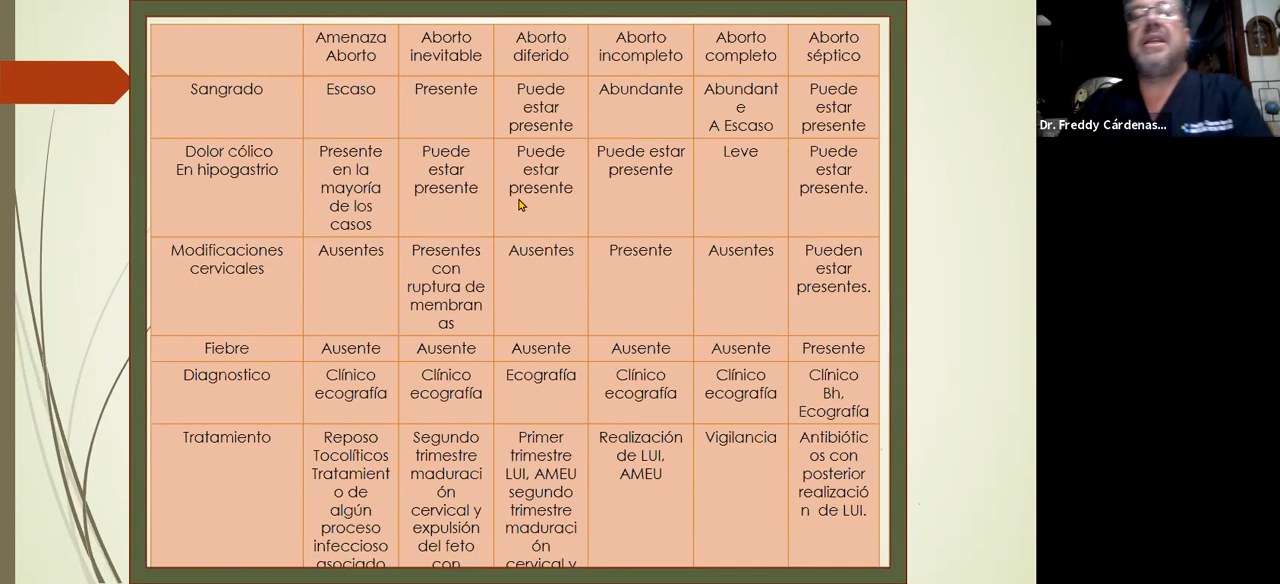 Amenaza
Aborto
Aborto
inevitable
Aborto
diferido
Aborto
incompleto
Aborto
completo
Aborto
séptico
Sangrado
Escaso
Presente
Puede
estar
presente
Abundante
Abundant
e
A Escaso
Puede
estar
presente
Dolor cólico
En hipogastrio
Presente
en la
mayoría
de los
casos
Puede
estar
presente
Puede
estar
presente
Puede estar
presente
Leve
Puede
estar
presente.
Modificaciones
cervicales
Ausentes
Presentes
con
ruptura de
membran
as
Ausentes
Presente
Ausentes
Pueden
estar
presentes.
Fiebre
Ausente
Ausente
Ausente
Ausente
Ausente
Presente
Diagnostico
Clínico
ecografía
Clínico
ecografía
Ecografía
Clínico
ecografía
Clínico
ecografía
Clínico
Bh,
Ecografía
Tratamiento
Reposo
Tocolíticos
Tratamient
o de
algún
proceso
infeccioso
asociado
Segundo
trimestre
maduraci
ón
cervical y
expulsión
del feto
con
Primer
trimestre
LUI, AMEU
segundo
trimestre
maduraci
ón
cervical y
Realización
de LUI,
AMEU
Vigilancia
Antibiótic
os con
posterior
realizació
n de LUI.
Dr. Freddy Cárdenas...